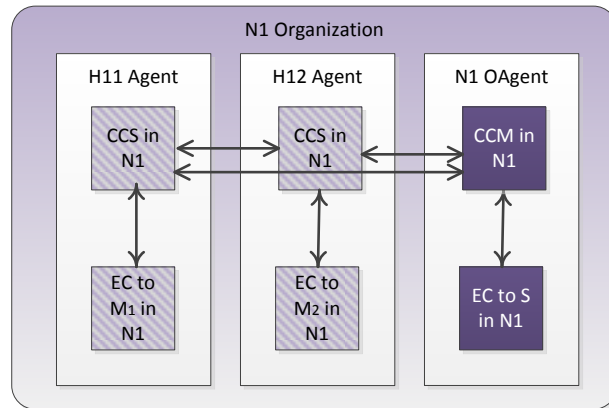 N1 Organization
H11 Agent
H12 Agent
N1 OAgent
CCS in
N1
CCS in
N1
CCM in
N1
EC to
M1 in
N1
EC to
M2 in
N1
EC to S
in N1